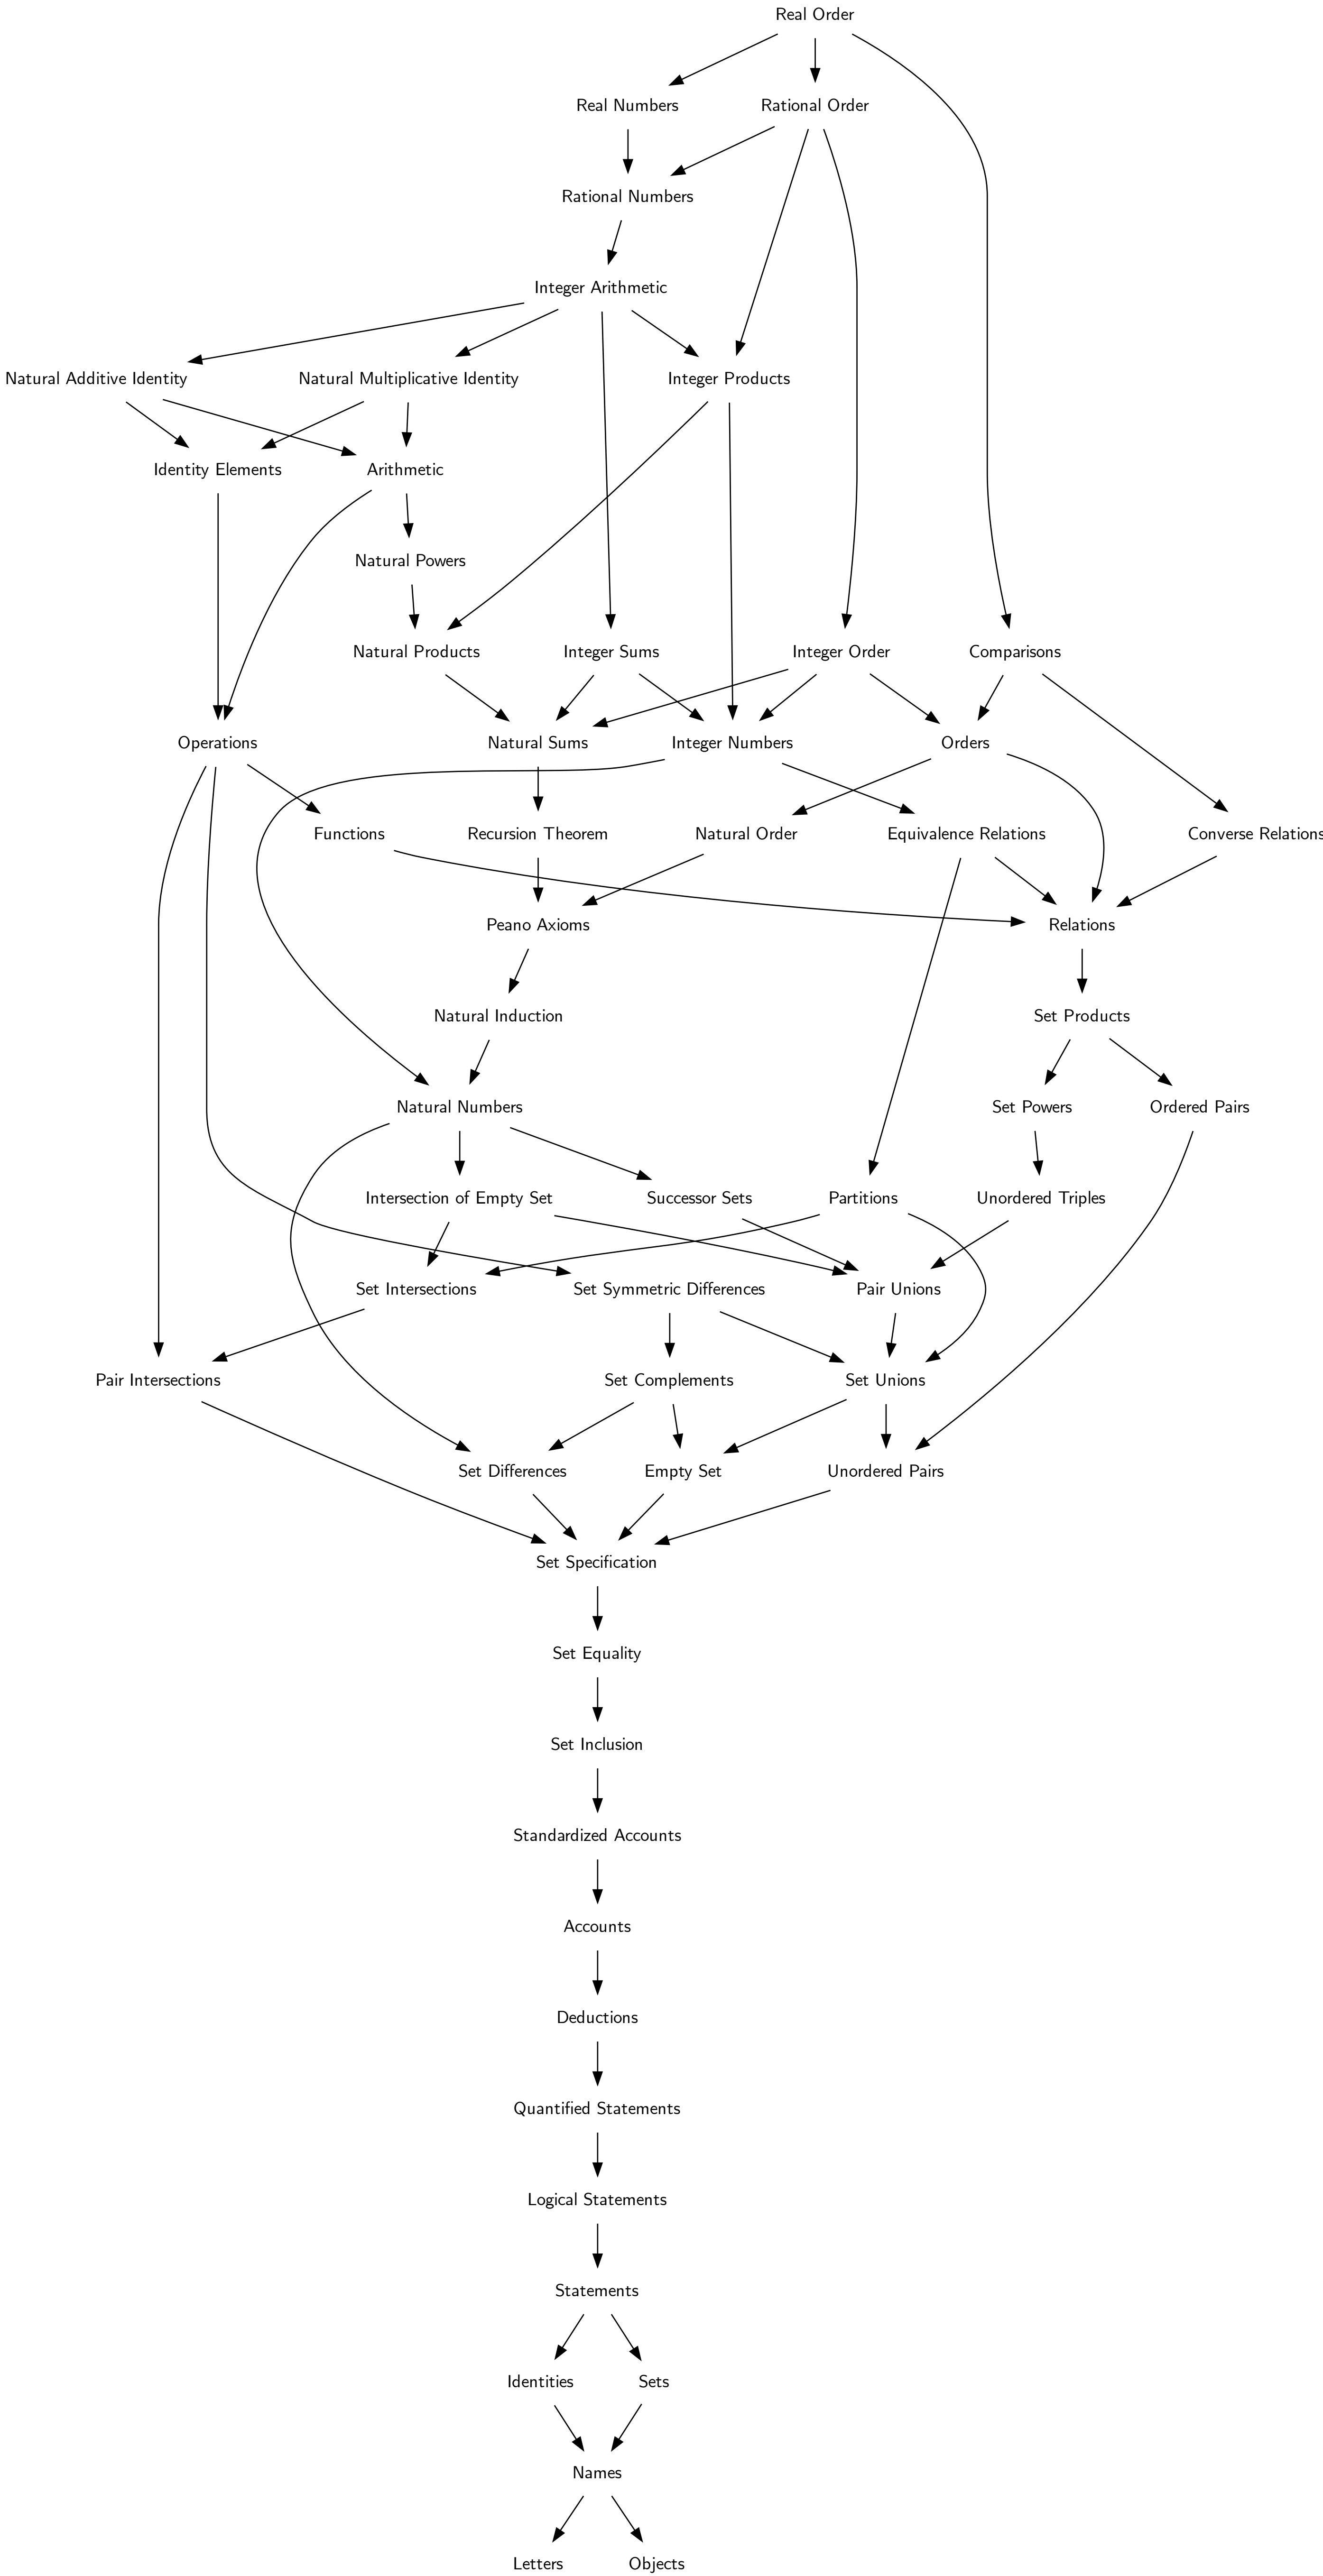 Real Order
Real Numbers
Rational Order
Rational Numbers
Integer Arithmetic
Natural Additive Identity
Natural Multiplicative Identity
Integer Products
Identity Elements
Arithmetic
Natural Powers
Natural Products
Integer Sums
Integer Order
Comparisons
Operations
Natural Sums
Integer Numbers
Orders
Functions
Recursion Theorem
Natural Order
Equivalence Relations
Converse Relations
Peano Axioms
Relations
Natural Induction
Set Products
Natural Numbers
Set Powers
Ordered Pairs
Intersection of Empty Set
Successor Sets
Partitions
Unordered Triples
Set Intersections
Set Symmetric Differences
Pair Unions
Pair Intersections
Set Complements
Set Unions
Set Differences
Empty Set
Unordered Pairs
Set Specification
Set Equality
Set Inclusion
Standardized Accounts
Accounts
Deductions
Quantified Statements
Logical Statements
Statements
Identities
Sets
Names
Letters
Objects